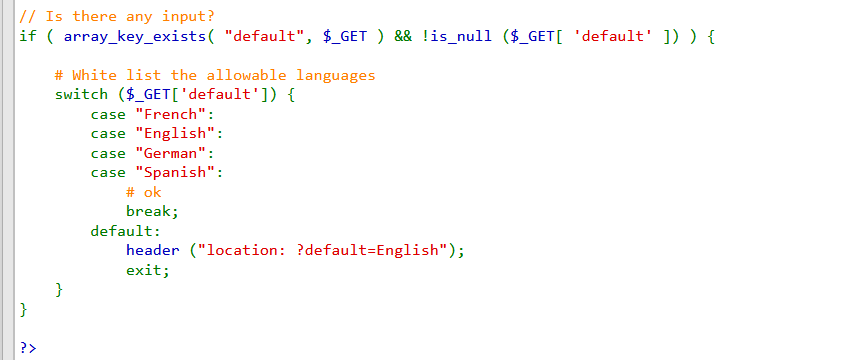 // Is there any input?
if ( array_key_exists( "default", $_GET ) && !is_null ($_GET[ 'default' ]) ) {
# White list the allowable languages
switch ($_GET['default']) {
case "French":
case "English":
case "German":
case "Spanish":
# ok
break;
default:
header ("location: ?default=English");
exit;
}
}
?>